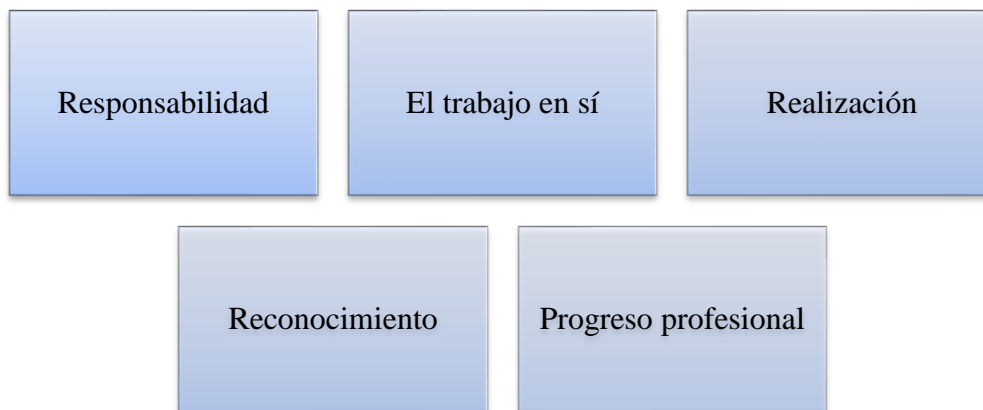 Responsabilidad
El trabajo en sí
Realización
Reconocimiento
Progreso profesional